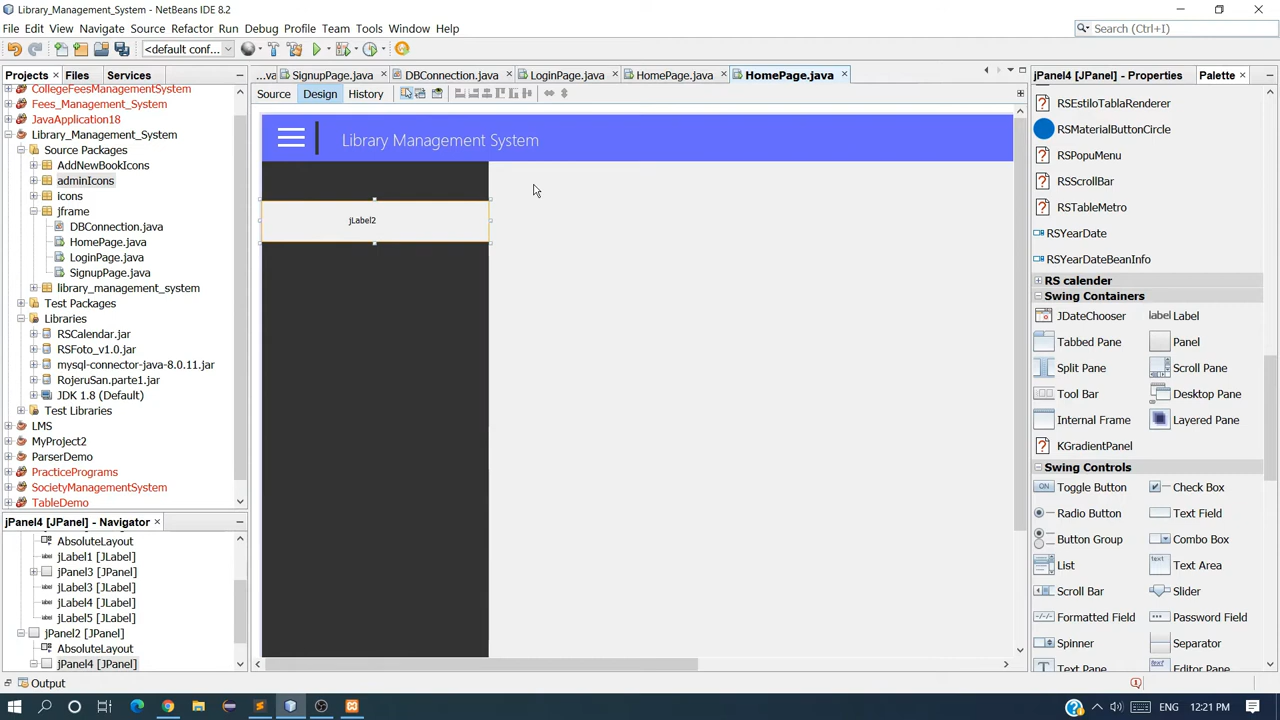 Library_Management_System - NetBeans IDE 8.2
File Edit View Navigate Source Refactor Run Debug Profile Team Tools Window Help
Search (Ctrl+I)
<default conf...
Projects Files Services
...va SignupPage.java DBConnection.java LoginPage.java HomePage.java HomePage.java
jPanel4 [JPanel] - Properties Palette
Source Design History
CollegeFeesManagementSystem
Fees_Management_System
JavaApplication18
Library_Management_System
Source Packages
AddNewBookIcons
adminIcons
icons
jframe
DBConnection.java
HomePage.java
LoginPage.java
SignupPage.java
library_management_system
Test Packages
Libraries
RSCalendar.jar
RSFoto_v1.0.jar
mysql-connector-java-8.0.11.jar
RojeruSan.parte1.jar
JDK 1.8 (Default)
Test Libraries
LMS
MyProject2
ParserDemo
PracticePrograms
SocietyManagementSystem
TableDemo
jPanel4 [JPanel] - Navigator
AbsoluteLayout
jLabel1 [JLabel]
jPanel3 [JPanel]
jLabel3 [JLabel]
jLabel4 [JLabel]
jLabel5 [JLabel]
jPanel2 [JPanel]
AbsoluteLayout
jPanel4 [JPanel]
Library Management System
jLabel2
RSEstiloTablaRenderer
RSMaterialButtonCircle
RSPopuMenu
RSScrollBar
RSTableMetro
RSYearDate
RSYearDateBeanInfo
RS calender
Swing Containers
JDateChooser label Label
Tabbed Pane Panel
Split Pane Scroll Pane
Tool Bar Desktop Pane
Internal Frame Layered Pane
KGradientPanel
Swing Controls
ON Toggle Button Check Box
Radio Button Text Field
Button Group Combo Box
List text Text Area
Scroll Bar Slider
Formatted Field Password Field
Spinner Separator
Text Pane Editor Pane
Output
ENG 12:21 PM